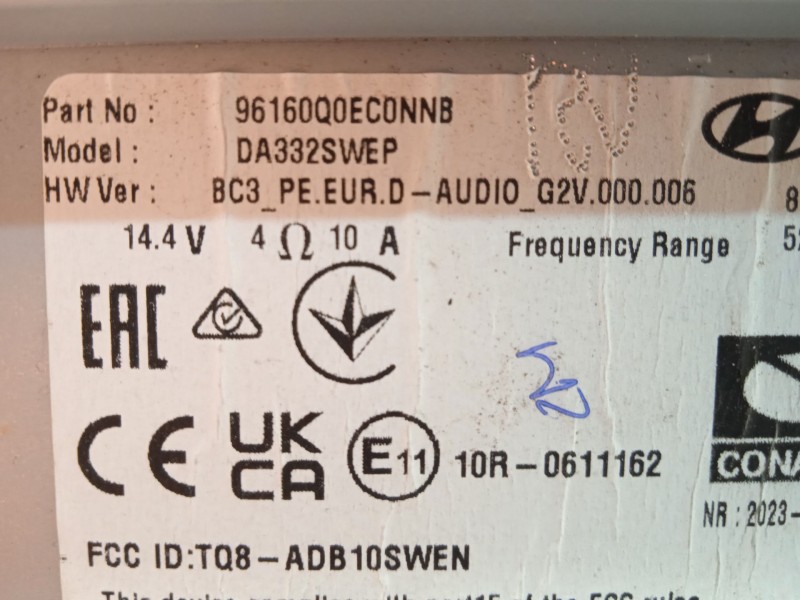 Part No : 96160Q0EC0NNB
Model : DA332SWEP
HW Ver : BC3_PE.EUR.D-AUDIO_G2V.000.006
14.4 V 4 Ω 10 A Frequency Range
EAC
CE UK CA E11 10R-0611162
NR : 2023-
FCC ID:TQ8-ADB10SWEN